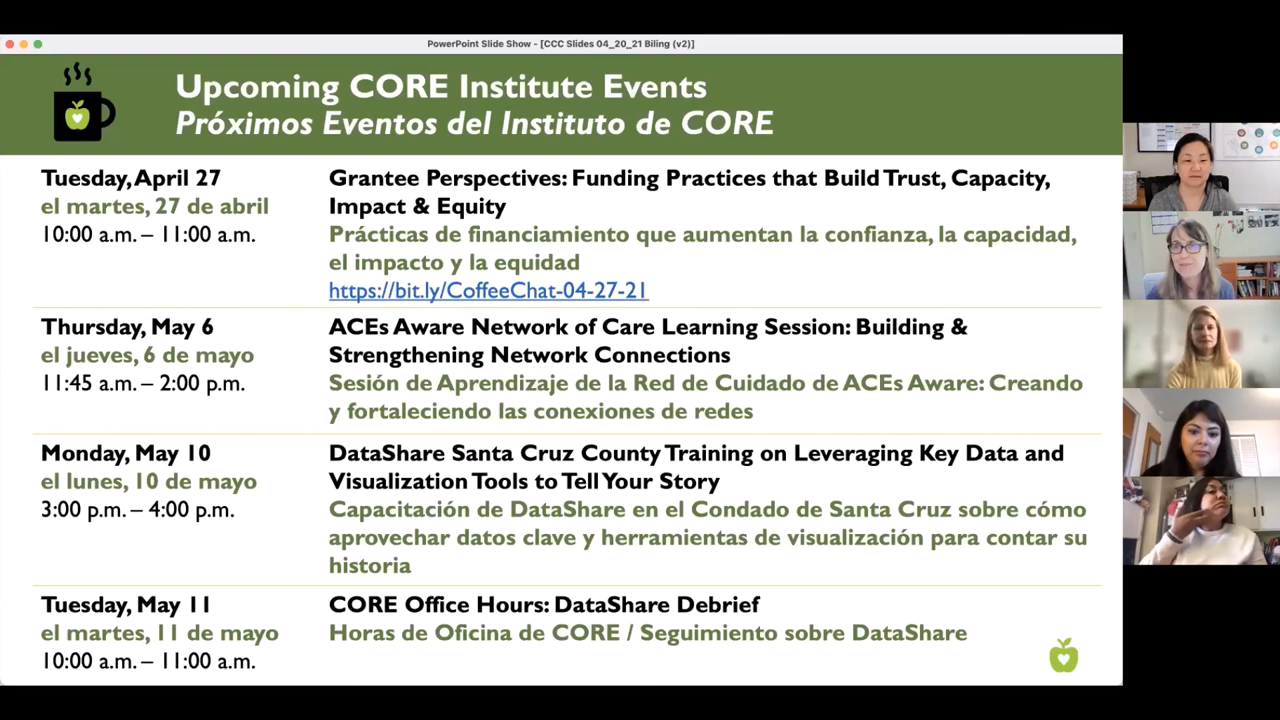 PowerPoint Slide Show - [CCC Slides 04_20_21 Biling (v2)]
Upcoming CORE Institute Events
Próximos Eventos del Instituto de CORE
Tuesday, April 27
el martes, 27 de abril
10:00 a.m. – 11:00 a.m.
Grantee Perspectives: Funding Practices that Build Trust, Capacity,
Impact & Equity
Prácticas de financiamiento que aumentan la confianza, la capacidad,
el impacto y la equidad
https://bit.ly/CoffeeChat-04-27-21
Thursday, May 6
el jueves, 6 de mayo
11:45 a.m. – 2:00 p.m.
ACEs Aware Network of Care Learning Session: Building &
Strengthening Network Connections
Sesión de Aprendizaje de la Red de Cuidado de ACEs Aware: Creando
y fortaleciendo las conexiones de redes
Monday, May 10
el lunes, 10 de mayo
3:00 p.m. – 4:00 p.m.
DataShare Santa Cruz County Training on Leveraging Key Data and
Visualization Tools to Tell Your Story
Capacitación de DataShare en el Condado de Santa Cruz sobre cómo
aprovechar datos clave y herramientas de visualización para contar su
historia
Tuesday, May 11
el martes, 11 de mayo
10:00 a.m. – 11:00 a.m.
CORE Office Hours: DataShare Debrief
Horas de Oficina de CORE / Seguimiento sobre DataShare